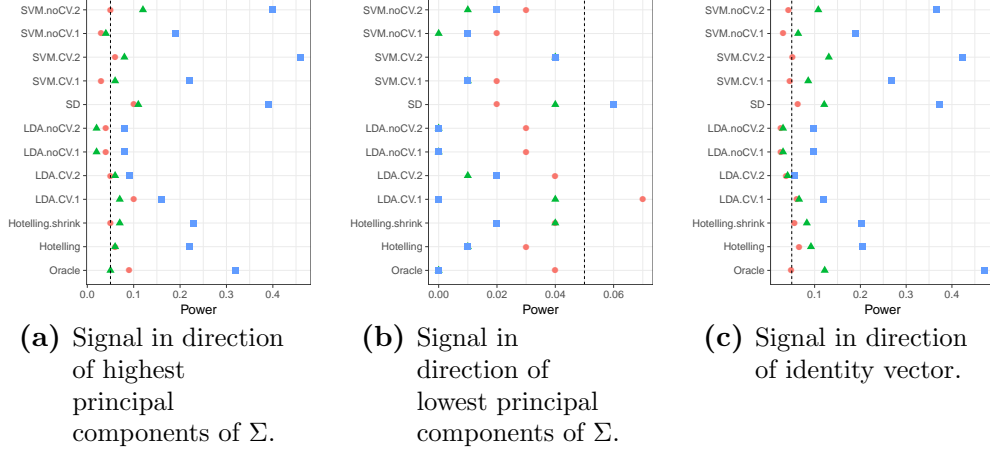 SVM.noCV.2
SVM.noCV.1
SVM.CV.2
SVM.CV.1
SD
LDA.noCV.2
LDA.noCV.1
LDA.CV.2
LDA.CV.1
Hotelling.shrink
Hotelling
Oracle
0.0 0.1 0.2 0.3 0.4
Power
(a) Signal in direction
of highest
principal
components of Σ.
SVM.noCV.2
SVM.noCV.1
SVM.CV.2
SVM.CV.1
SD
LDA.noCV.2
LDA.noCV.1
LDA.CV.2
LDA.CV.1
Hotelling.shrink
Hotelling
Oracle
0.00 0.02 0.04 0.06
Power
(b) Signal in
direction of
lowest principal
components of Σ.
SVM.noCV.2
SVM.noCV.1
SVM.CV.2
SVM.CV.1
SD
LDA.noCV.2
LDA.noCV.1
LDA.CV.2
LDA.CV.1
Hotelling.shrink
Hotelling
Oracle
0.1 0.2 0.3 0.4
Power
(c) Signal in direction
of identity vector.